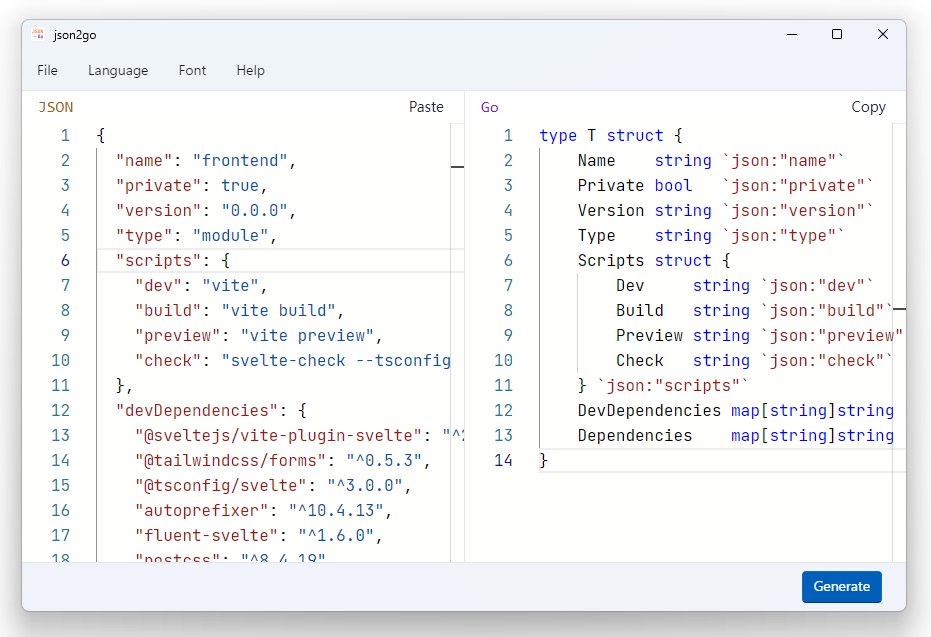 json2go
File Language Font Help
JSON Paste
1 {
2 "name": "frontend",
3 "private": true,
4 "version": "0.0.0",
5 "type": "module",
6 "scripts": {
7 "dev": "vite",
8 "build": "vite build",
9 "preview": "vite preview",
10 "check": "svelte-check --tsconfig
11 },
12 "devDependencies": {
13 "@sveltejs/vite-plugin-svelte": "^2
14 "@tailwindcss/forms": "^0.5.3",
15 "@tsconfig/svelte": "^3.0.0",
16 "autoprefixer": "^10.4.13",
17 "fluent-svelte": "^1.6.0",
18 "postcss": "^8.4.19"
Go Copy
1 type T struct {
2 Name string `json:"name"`
3 Private bool `json:"private"`
4 Version string `json:"version"`
5 Type string `json:"type"`
6 Scripts struct {
7 Dev string `json:"dev"`
8 Build string `json:"build"`
9 Preview string `json:"preview"
10 Check string `json:"check"`
11 } `json:"scripts"`
12 DevDependencies map[string]string
13 Dependencies map[string]string
14 }
Generate